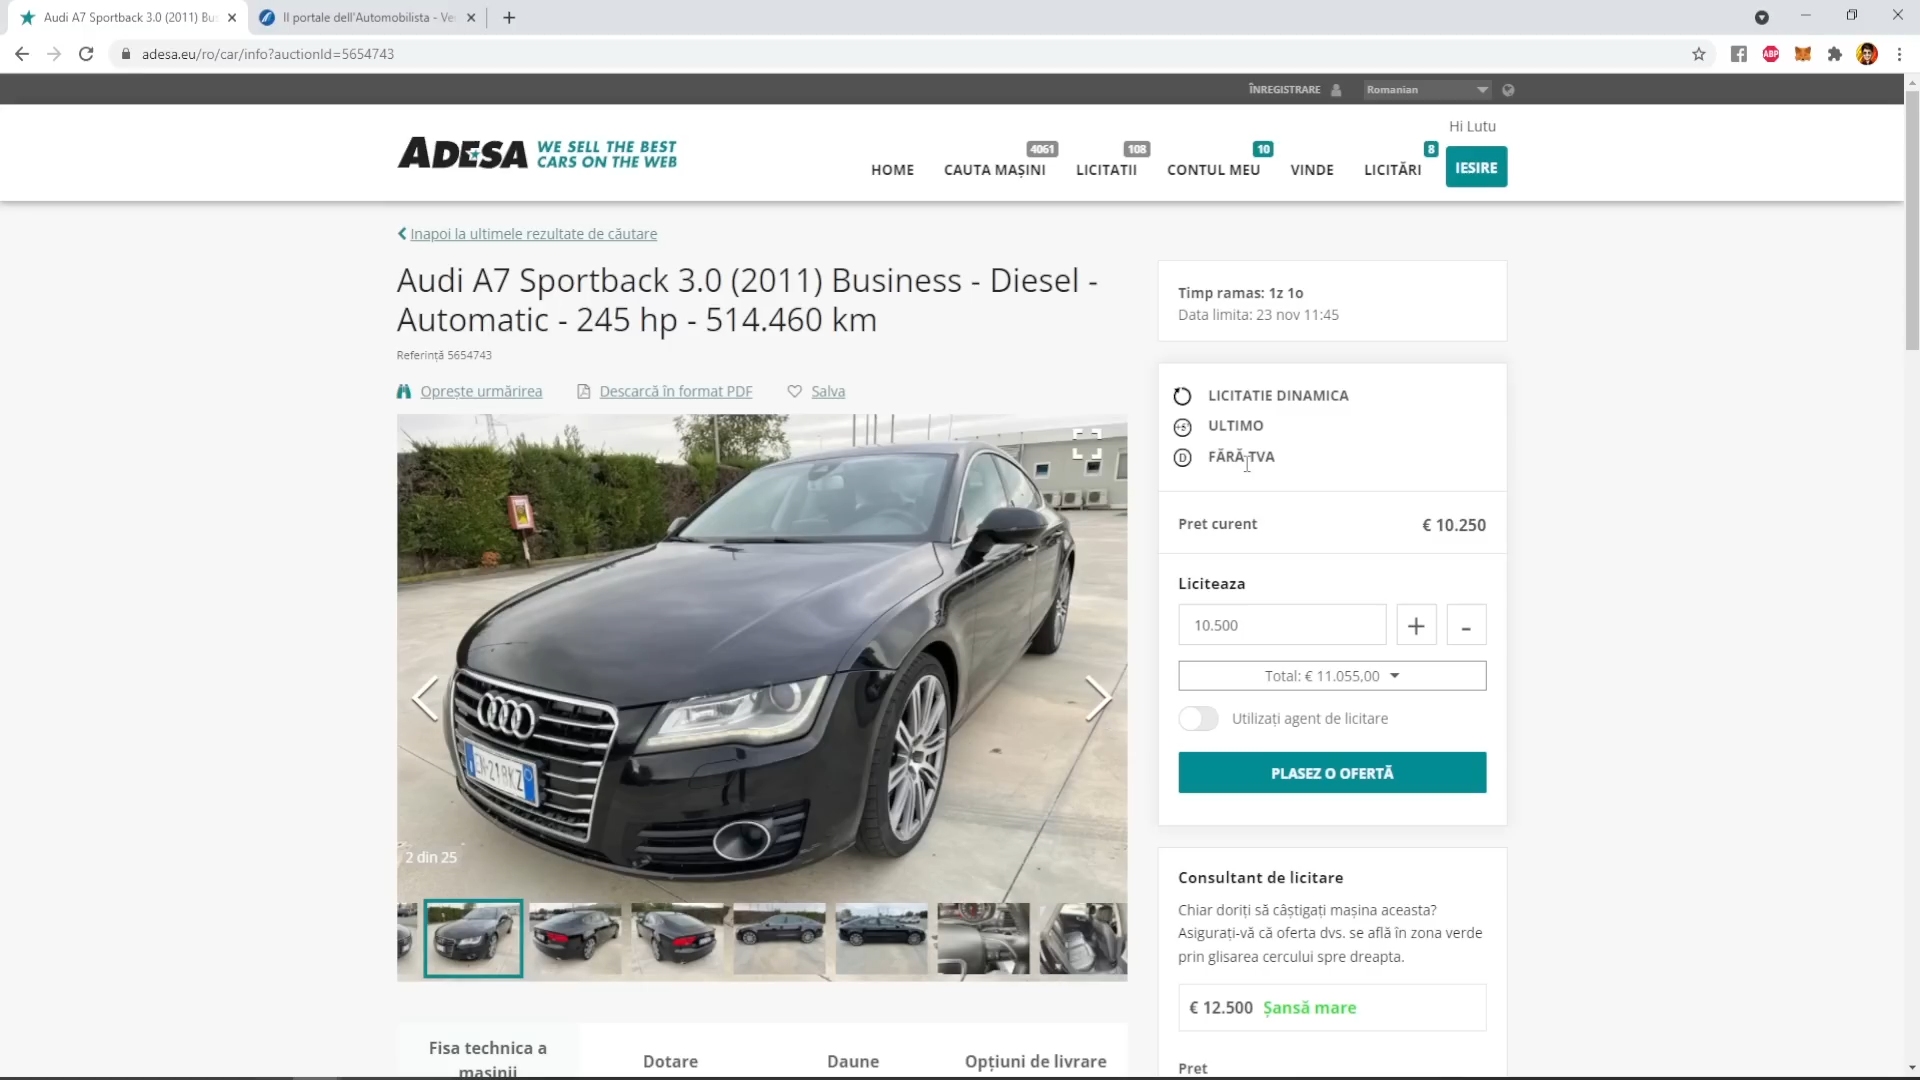 Audi A7 Sportback 3.0 (2011) Bus
Il portale dell'Automobilista - Ve
adesa.eu/ro/car/info?auctionId=5654743
ABP
ÎNREGISTRARE
Romanian
Hi Lutu
ADESA
WE SELL THE BEST
CARS ON THE WEB
HOME
CAUTA MAȘINI
4061
LICITATII
108
CONTUL MEU
10
VINDE
LICITĂRI
8
IESIRE
Inapoi la ultimele rezultate de căutare
Audi A7 Sportback 3.0 (2011) Business - Diesel -
Automatic - 245 hp - 514.460 km
Referință 5654743
Oprește urmărirea
Descarcă în format PDF
Salva
2 din 25
Fisa technica a
masinii
Dotare
Daune
Opțiuni de livrare
Timp ramas: 1z 1o
Data limita: 23 nov 11:45
LICITATIE DINAMICA
+5' ULTIMO
D FĂRĂ TVA
Pret curent
€ 10.250
Liciteaza
10.500
+
-
Total: € 11.055,00
Utilizați agent de licitare
PLASEZ O OFERTĂ
Consultant de licitare
Chiar doriți să câștigați mașina aceasta?
Asigurați-vă că oferta dvs. se află în zona verde
prin glisarea cercului spre dreapta.
€ 12.500 Șansă mare
Pret